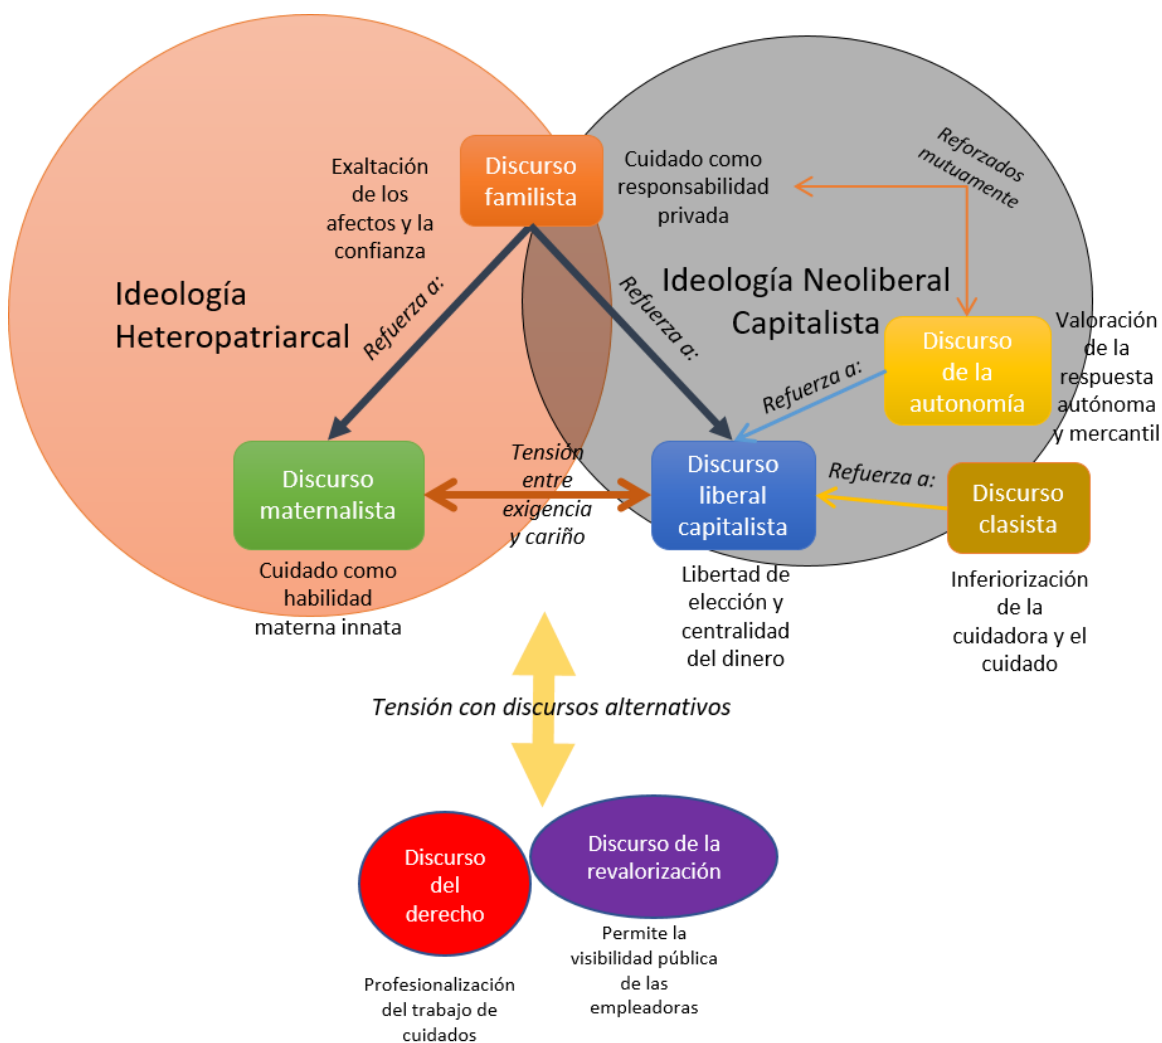 Discurso
familista
Exaltación
de los
afectos y la
confianza
Cuidado como
responsabilidad
privada
Reforzados
mutuamente
Ideología
Heteropatriarcal
Refuerza a:
Refuerza a:
Ideología Neoliberal
Capitalista
Discurso
de la
autonomía
Valoración
de la
respuesta
autónoma
y mercantil
Refuerza a:
Discurso
maternalista
Tensión
entre
exigencia
y cariño
Discurso
liberal
capitalista
Refuerza a:
Discurso
clasista
Cuidado como
habilidad
materna innata
Libertad de
elección y
centralidad
del dinero
Inferiorización
de la
cuidadora y el
cuidado
Tensión con discursos alternativos
Discurso
del
derecho
Discurso de la
revalorización
Profesionalización
del trabajo de
cuidados
Permite la
visibilidad pública
de las
empleadoras